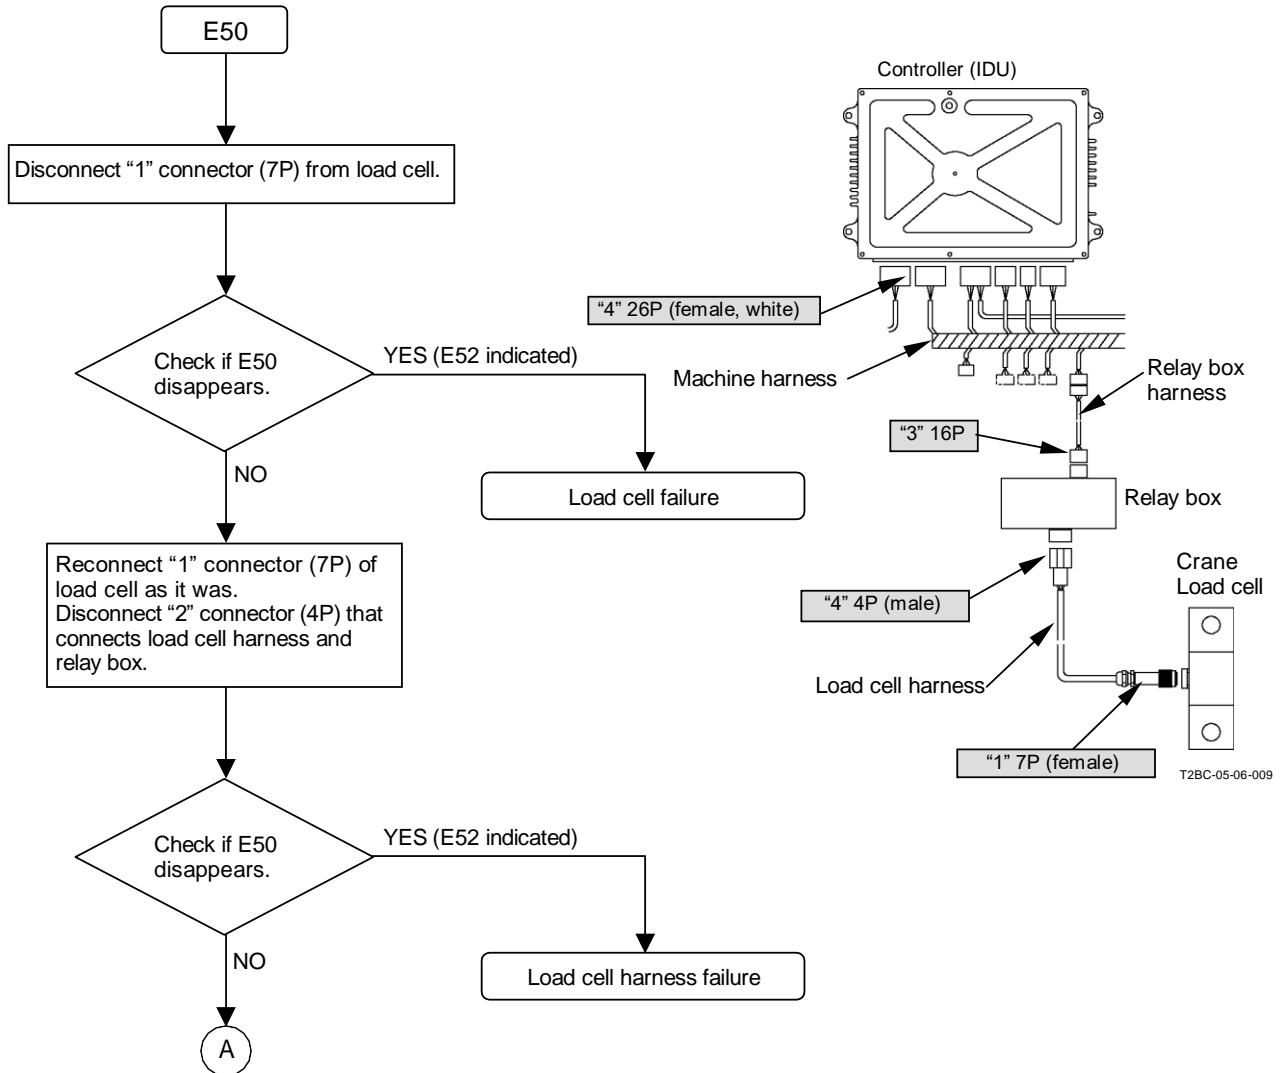 E50
Disconnect “1” connector (7P) from load cell.
Check if E50
disappears.
YES (E52 indicated)
NO
Load cell failure
Reconnect “1” connector (7P) of
load cell as it was.
Disconnect “2” connector (4P) that
connects load cell harness and
relay box.
Check if E50
disappears.
YES (E52 indicated)
NO
Load cell harness failure
A
Controller (IDU)
“4” 26P (female, white)
Machine harness
Relay box
harness
“3” 16P
Relay box
Crane
Load cell
“4” 4P (male)
Load cell harness
“1” 7P (female)
T2BC-05-06-009